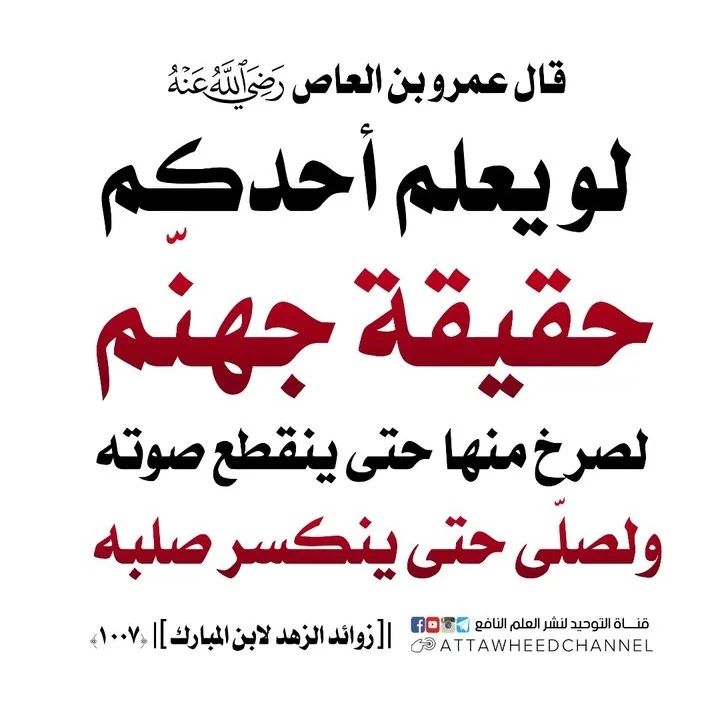 قال عمرو بن العاص رَضِيَ اللَّهُ عَنْهُ
لو يعلم أحدكم
حقيقة جهنّم
لصرخ منها حتى ينقطع صوته
ولصلّى حتى ينكسر صلبه
قناة التوحيد لنشر العلم النافع
@ATTAWHEEDCHANNEL
|[ زوائد الزهد لابن المبارك ]| ﴿١٠٠٧﴾